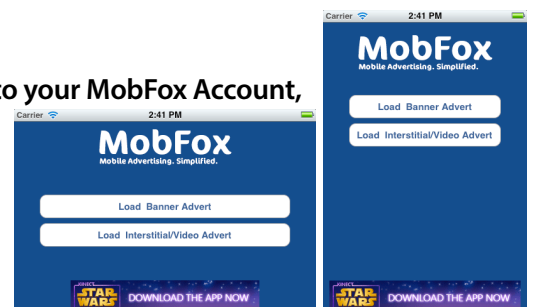 to your MobFox Account,
Carrier 2:41 PM
MobFox
Mobile Advertising. Simplified.
Load Banner Advert
Load Interstitial/Video Advert
KINECT
STAR
WARS
DOWNLOAD THE APP NOW
Carrier 2:41 PM
MobFox
Mobile Advertising. Simplified.
Load Banner Advert
Load Interstitial/Video Advert
KINECT
STAR
WARS
DOWNLOAD THE APP NOW